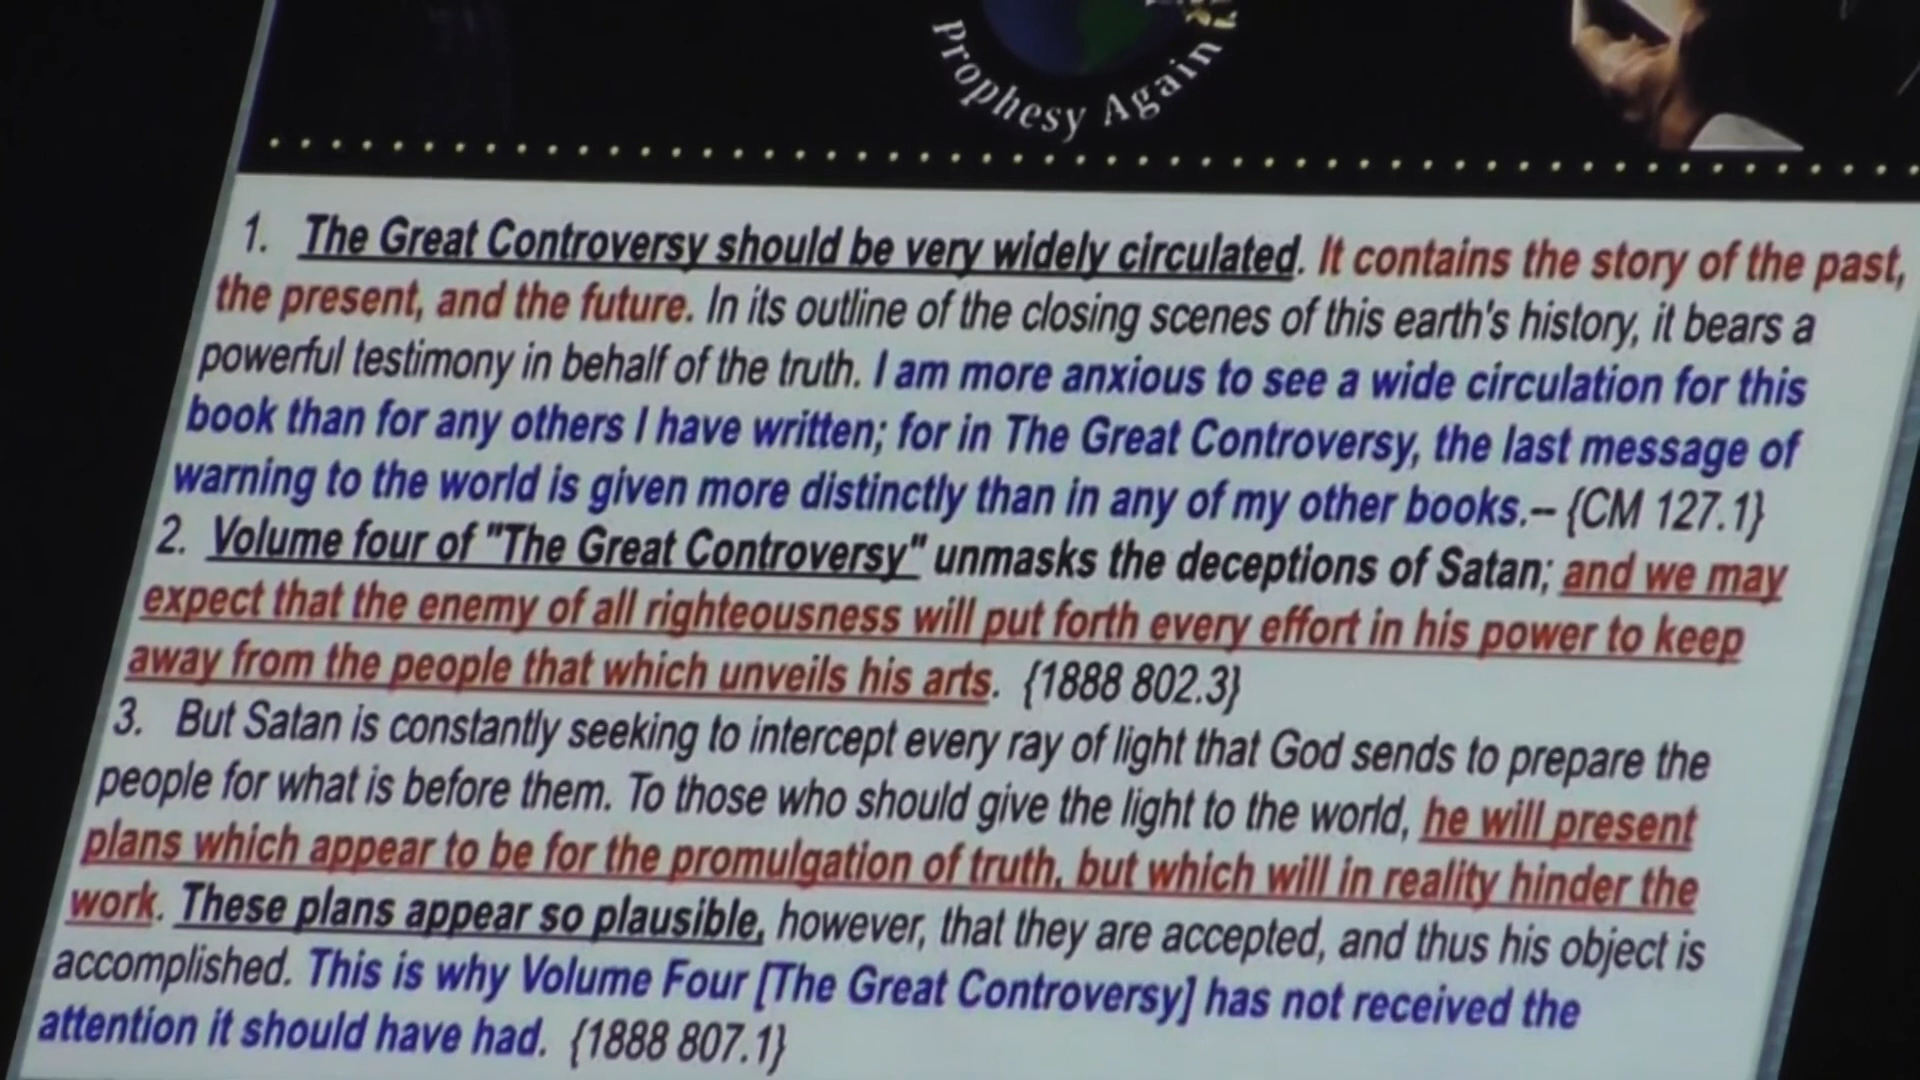 Prophesy Again
1. The Great Controversy should be very widely circulated. It contains the story of the past,
the present, and the future. In its outline of the closing scenes of this earth's history, it bears a
powerful testimony in behalf of the truth. I am more anxious to see a wide circulation for this
book than for any others I have written; for in The Great Controversy, the last message of
warning to the world is given more distinctly than in any of my other books.– {CM 127.1}
2. Volume four of "The Great Controversy" unmasks the deceptions of Satan; and we may
expect that the enemy of all righteousness will put forth every effort in his power to keep
away from the people that which unveils his arts. {1888 802.3}
3. But Satan is constantly seeking to intercept every ray of light that God sends to prepare the
people for what is before them. To those who should give the light to the world, he will present
plans which appear to be for the promulgation of truth, but which will in reality hinder the
work. These plans appear so plausible, however, that they are accepted, and thus his object is
accomplished. This is why Volume Four [The Great Controversy] has not received the
attention it should have had. {1888 807.1}